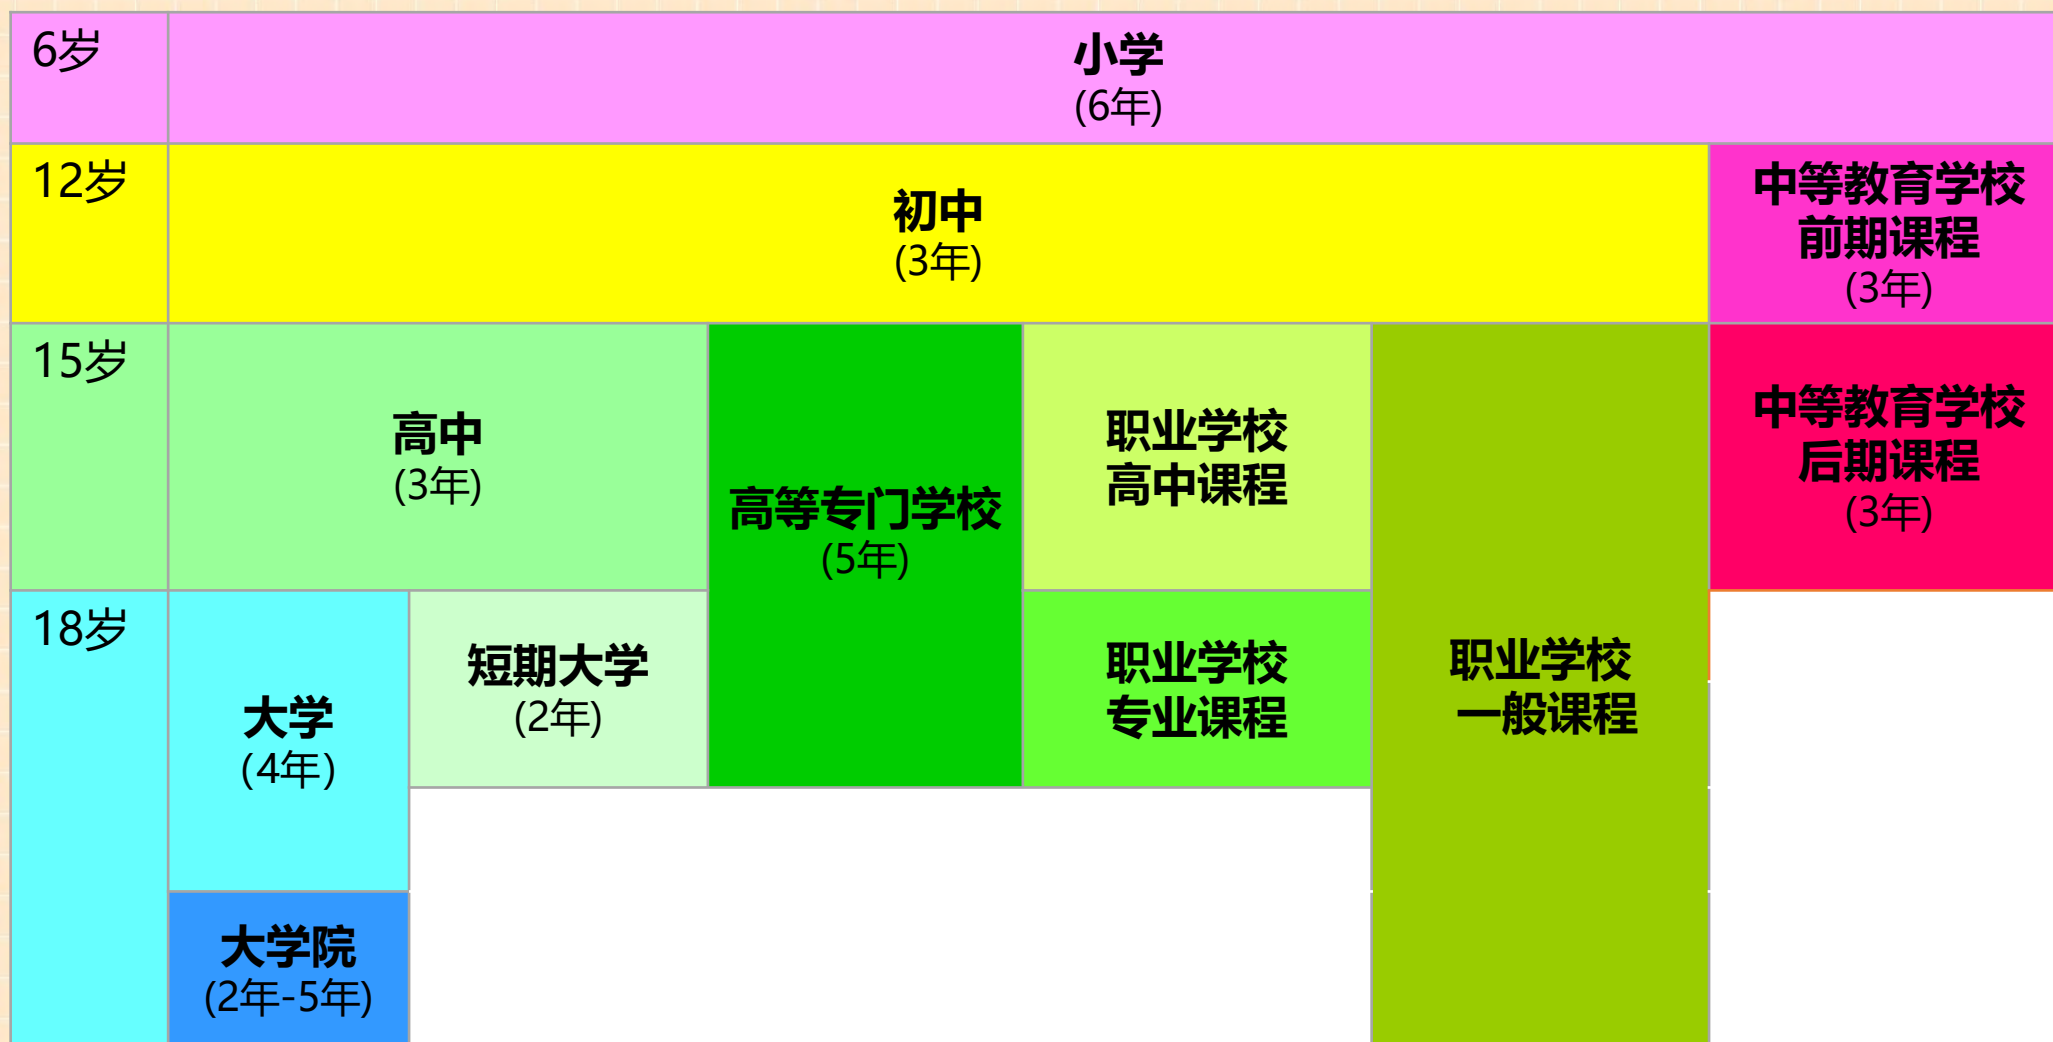 6岁
小学
(6年)
12岁
初中
(3年)
中等教育学校
前期课程
(3年)
15岁
高中
(3年)
高等专门学校
(5年)
职业学校
高中课程
职业学校
一般课程
中等教育学校
后期课程
(3年)
18岁
大学
(4年)
短期大学
(2年)
职业学校
专业课程
大学院
(2年-5年)